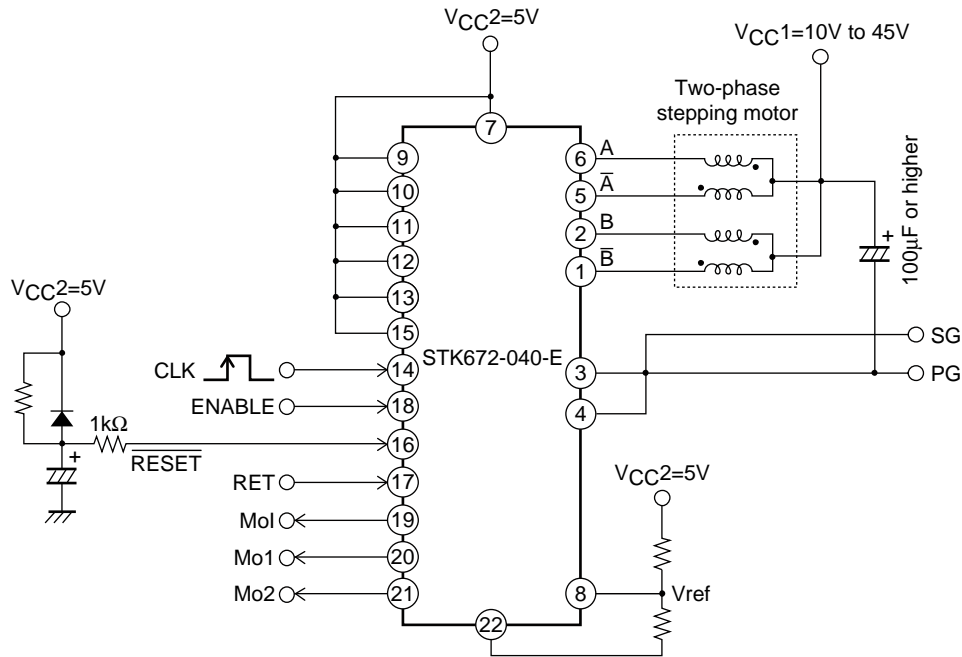 VCC2=5V
VCC1=10V to 45V
Two-phase
stepping motor
7
9
10
11
12
13
15
14
18
16
17
19
20
21
22
6
5
2
1
3
4
8
A
A̅
B
B̅
100μF or higher
+
SG
PG
STK672-040-E
VCC2=5V
CLK
ENABLE
1kΩ
+
R̅E̅S̅E̅T̅
RET
MoI
Mo1
Mo2
VCC2=5V
Vref